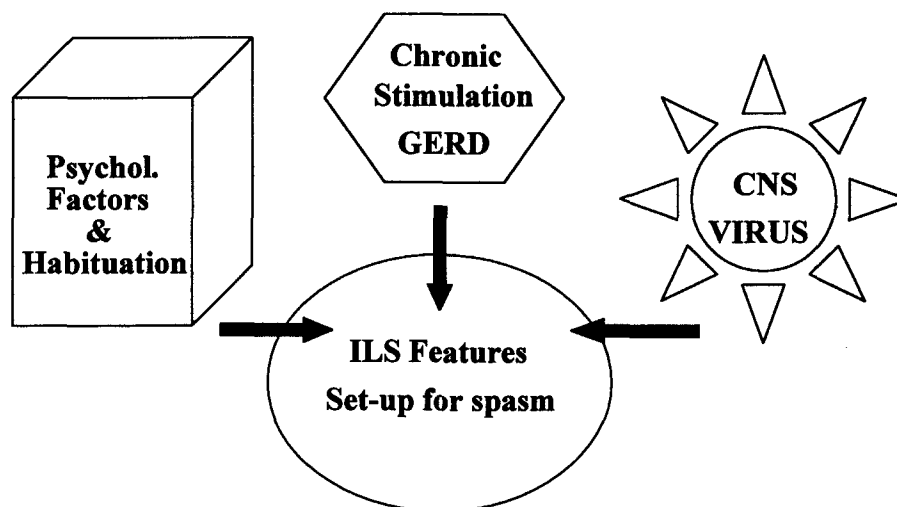 Psychol.
Factors
&
Habituation
Chronic
Stimulation
GERD
CNS
VIRUS
ILS Features
Set-up for spasm